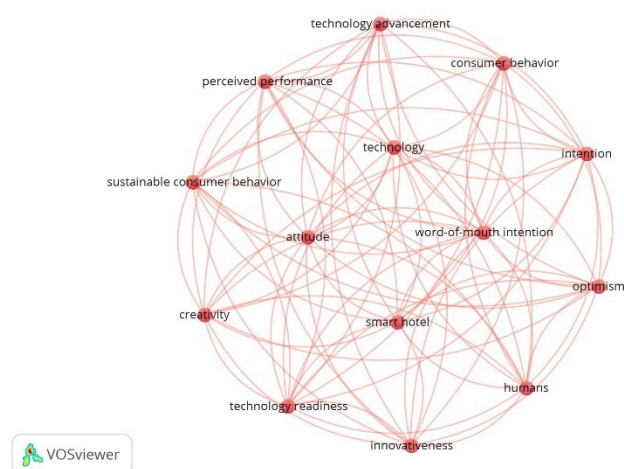 technology advancement
consumer behavior
perceived performance
technology
intention
sustainable consumer behavior
attitude
word-of-mouth intention
optimism
creativity
smart hotel
humans
technology readiness
innovativeness
VOSviewer